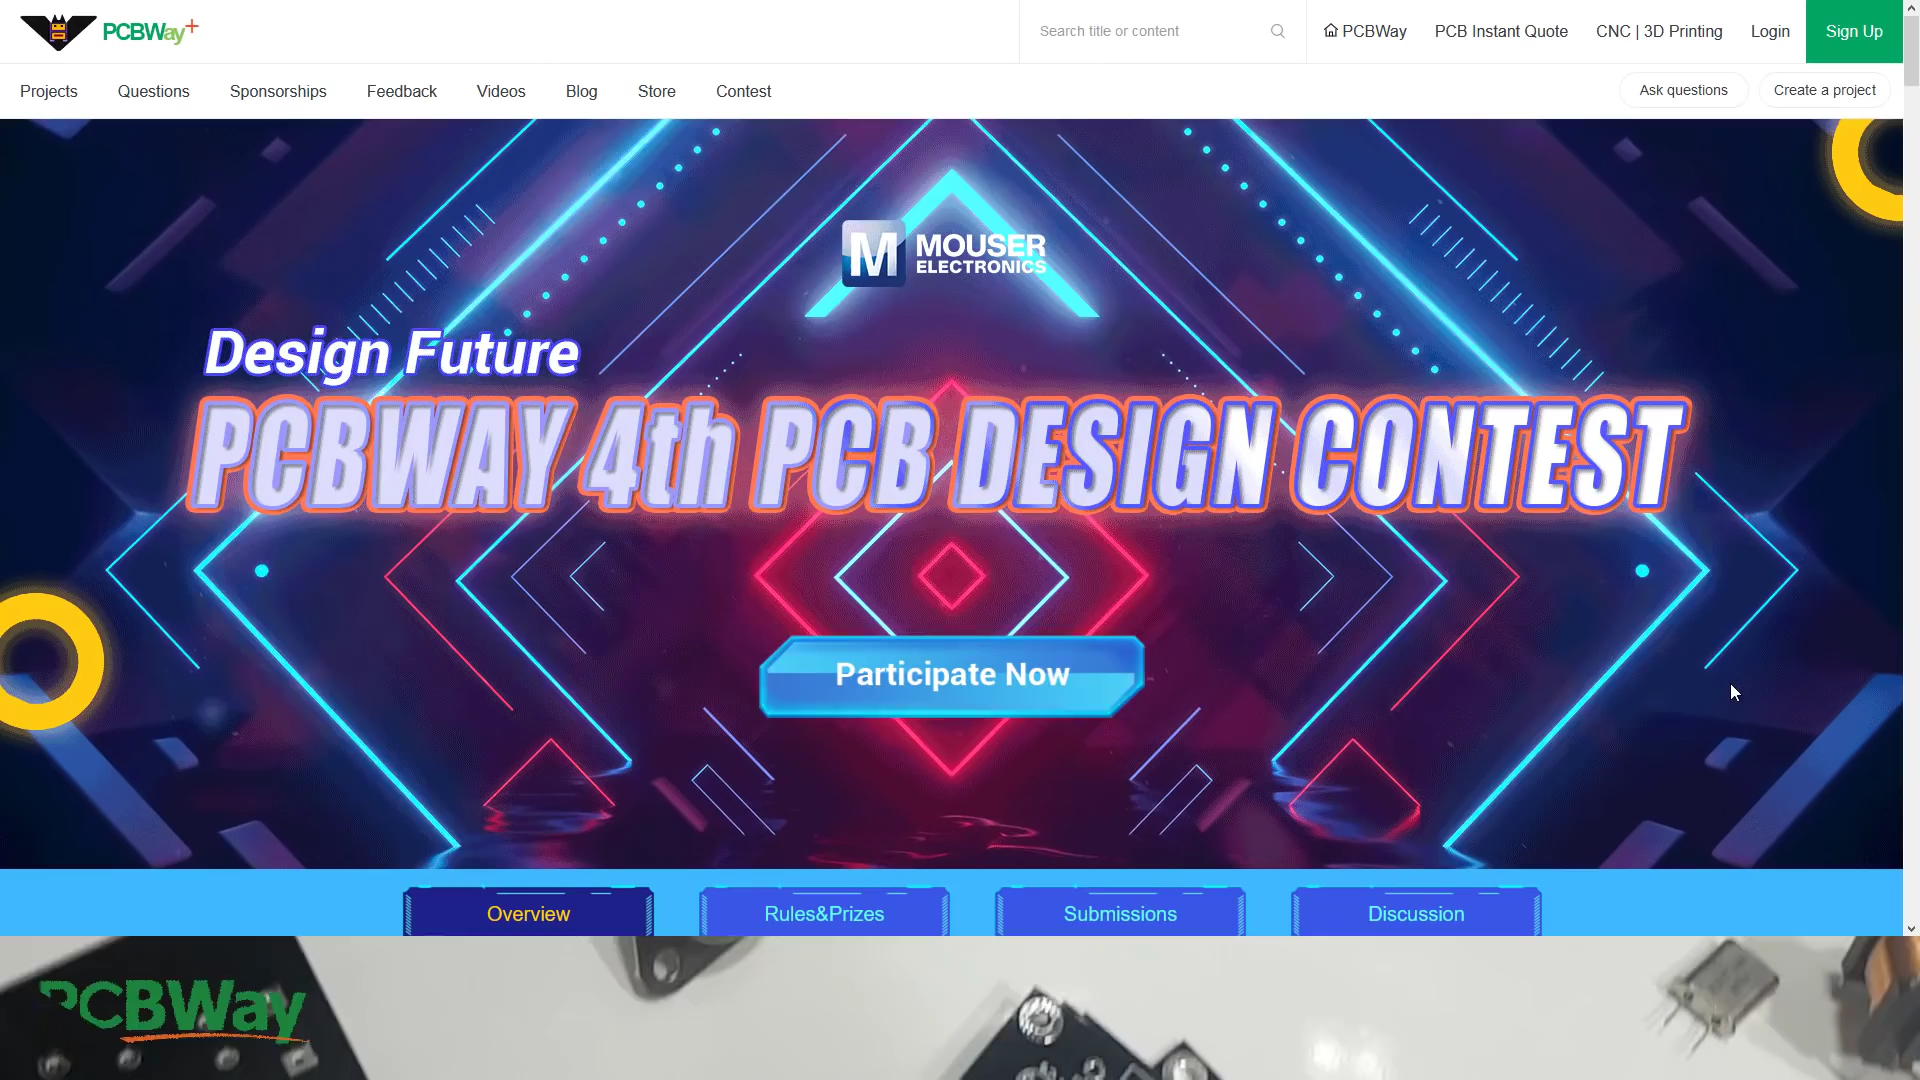 PCBWay+
Search title or content
PCBWay
PCB Instant Quote
CNC | 3D Printing
Login
Sign Up
Projects
Questions
Sponsorships
Feedback
Videos
Blog
Store
Contest
Ask questions
Create a project
M MOUSER
ELECTRONICS
Design Future
PCBWAY 4th PCB DESIGN CONTEST
Participate Now
Overview
Rules&Prizes
Submissions
Discussion
PCBWay